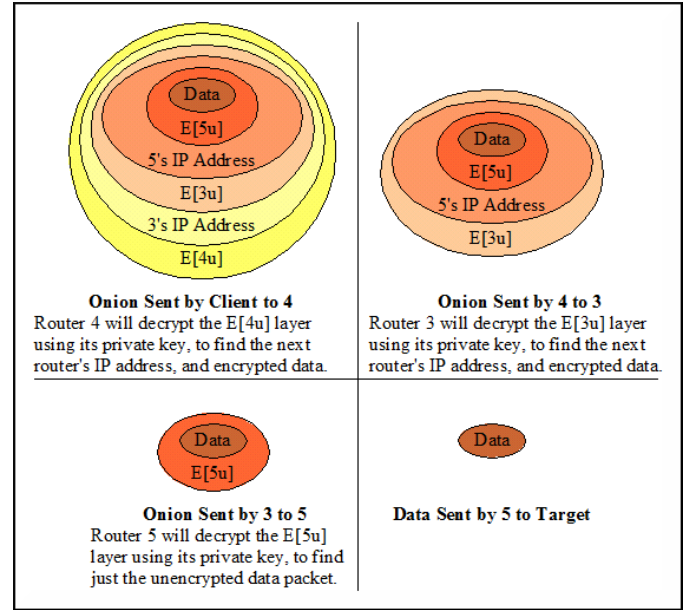 Data
E[5u]
5's IP Address
E[3u]
3's IP Address
E[4u]
Onion Sent by Client to 4
Router 4 will decrypt the E[4u] layer
using its private key, to find the next
router's IP address, and encrypted data.
Data
E[5u]
5's IP Address
E[3u]
Onion Sent by 4 to 3
Router 3 will decrypt the E[3u] layer
using its private key, to find the next
router's IP address, and encrypted data.
Data
E[5u]
Onion Sent by 3 to 5
Router 5 will decrypt the E[5u]
layer using its private key, to find
just the unencrypted data packet.
Data
Data Sent by 5 to Target